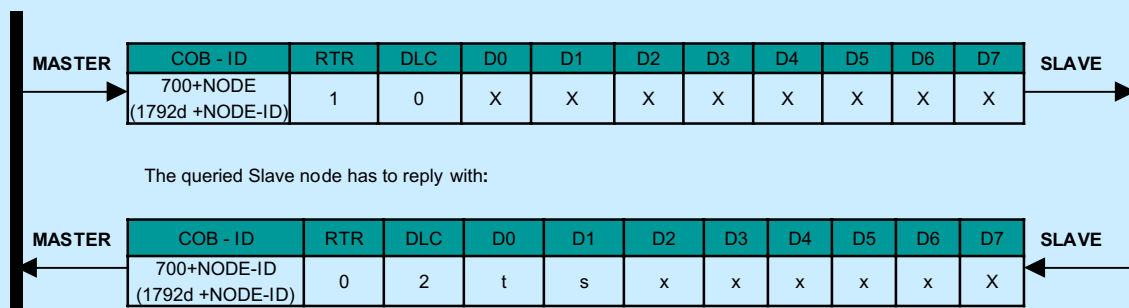 MASTER COB - ID RTR DLC D0 D1 D2 D3 D4 D5 D6 D7 SLAVE
700+NODE
(1792d +NODE-ID) 1 0 X X X X X X X X
The queried Slave node has to reply with:
MASTER COB - ID RTR DLC D0 D1 D2 D3 D4 D5 D6 D7 SLAVE
700+NODE-ID
(1792d +NODE-ID) 0 2 t s x x x x x X